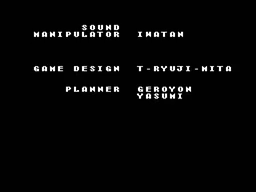 SOUND
MANIPULATOR IMATAN
GAME DESIGN T-RYUJI-MITA
PLANNER GEROYON
YASUMI